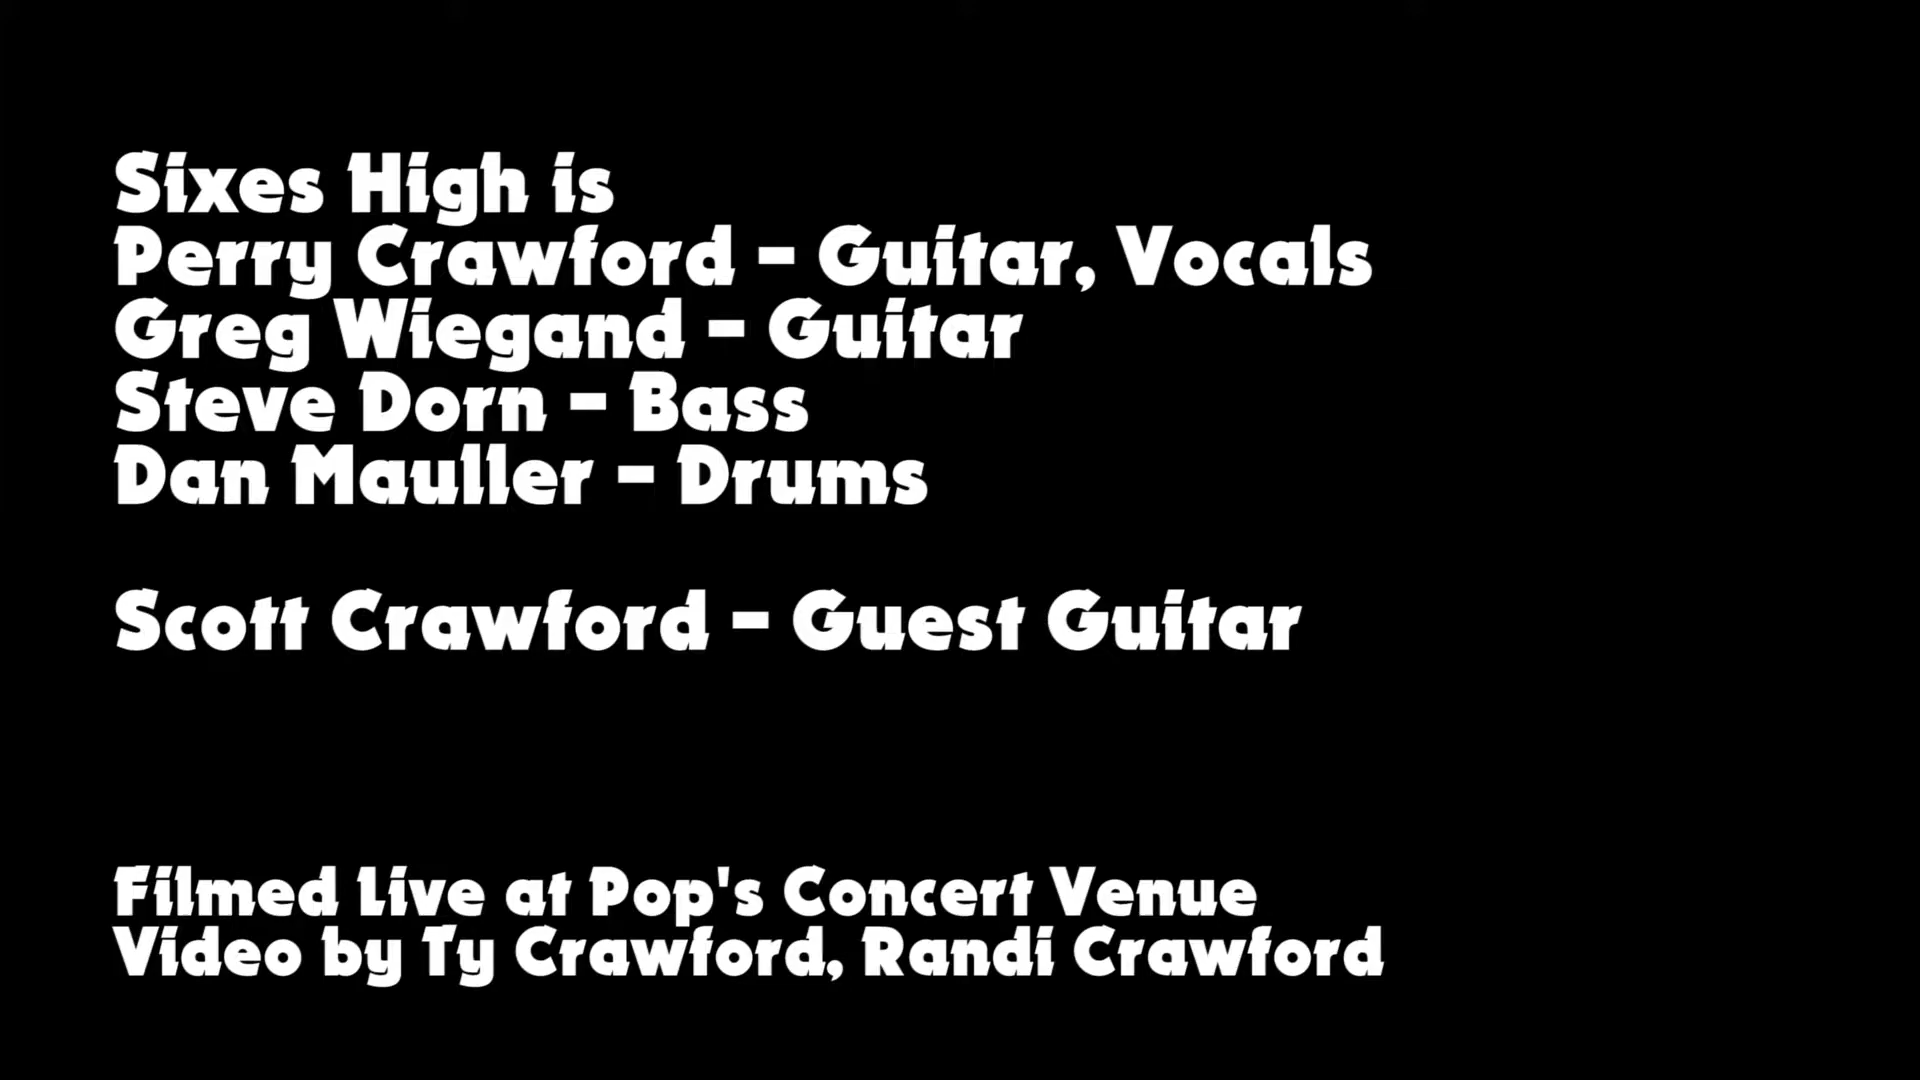 Sixes High is
Perry Crawford - Guitar, Vocals
Greg Wiegand - Guitar
Steve Dorn - Bass
Dan Mauller - Drums
Scott Crawford - Guest Guitar
Filmed Live at Pop's Concert Venue
Video by Ty Crawford, Randi Crawford